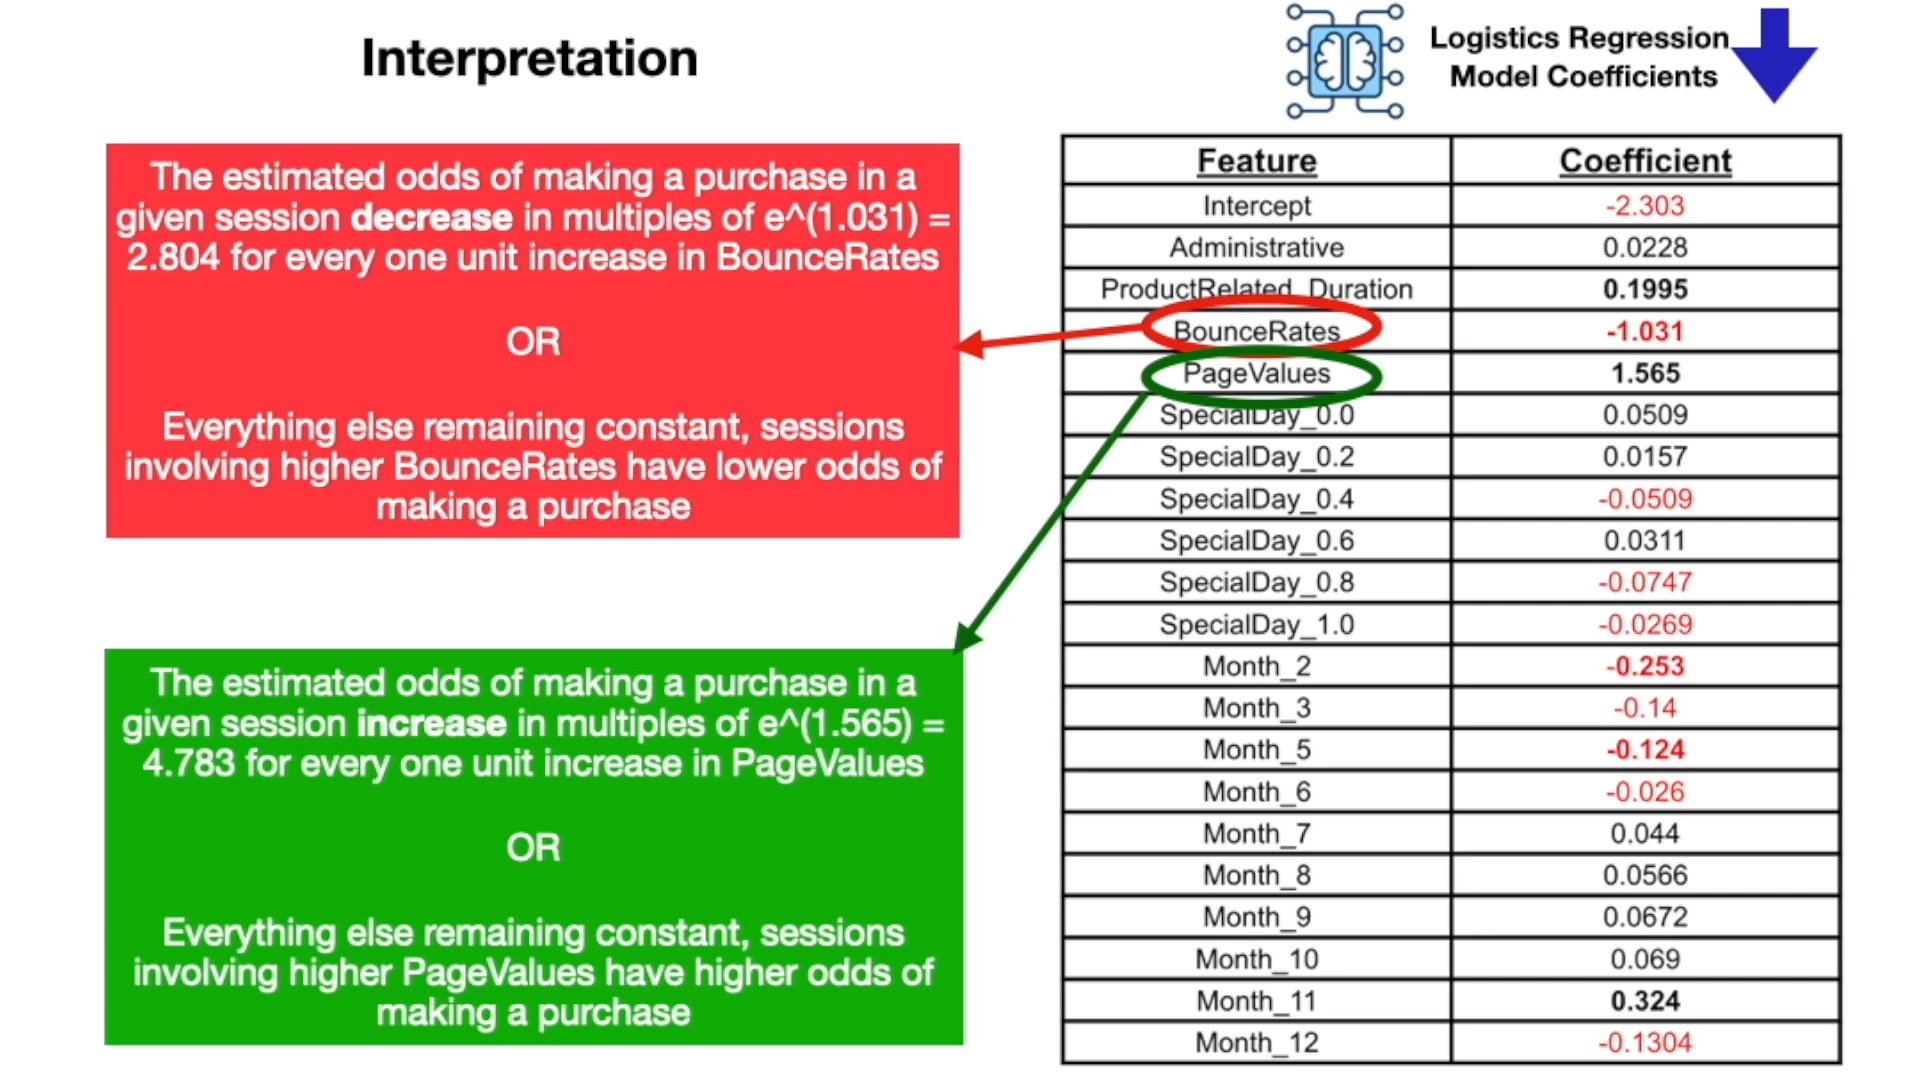 Interpretation
Logistics Regression
Model Coefficients
The estimated odds of making a purchase in a
given session decrease in multiples of e^(1.031) =
2.804 for every one unit increase in BounceRates
OR
Everything else remaining constant, sessions
involving higher BounceRates have lower odds of
making a purchase
The estimated odds of making a purchase in a
given session increase in multiples of e^(1.565) =
4.783 for every one unit increase in PageValues
OR
Everything else remaining constant, sessions
involving higher PageValues have higher odds of
making a purchase
Feature Coefficient
Intercept -2.303
Administrative 0.0228
ProductRelated_Duration 0.1995
BounceRates -1.031
PageValues 1.565
SpecialDay_0.0 0.0509
SpecialDay_0.2 0.0157
SpecialDay_0.4 -0.0509
SpecialDay_0.6 0.0311
SpecialDay_0.8 -0.0747
SpecialDay_1.0 -0.0269
Month_2 -0.253
Month_3 -0.14
Month_5 -0.124
Month_6 -0.026
Month_7 0.044
Month_8 0.0566
Month_9 0.0672
Month_10 0.069
Month_11 0.324
Month_12 -0.1304